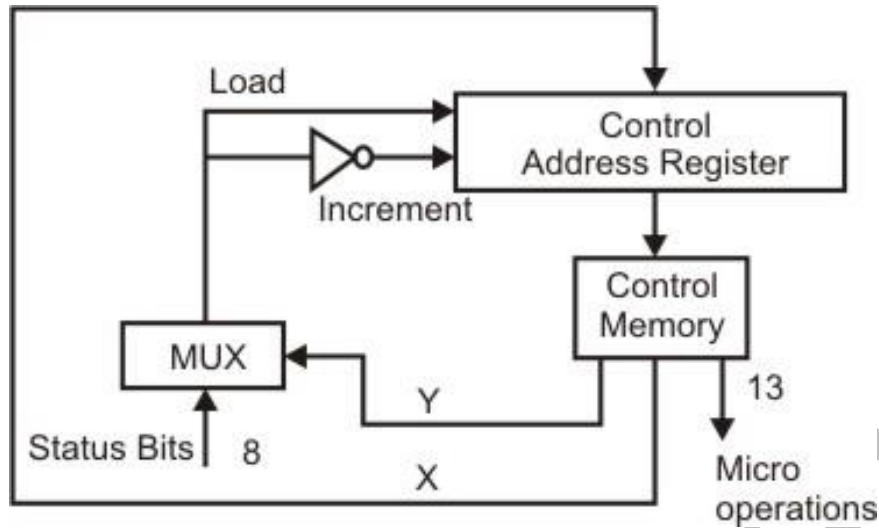 Load
Control
Address Register
Increment
Control
Memory
MUX
Y
13
Status Bits 8
X
Micro
operations